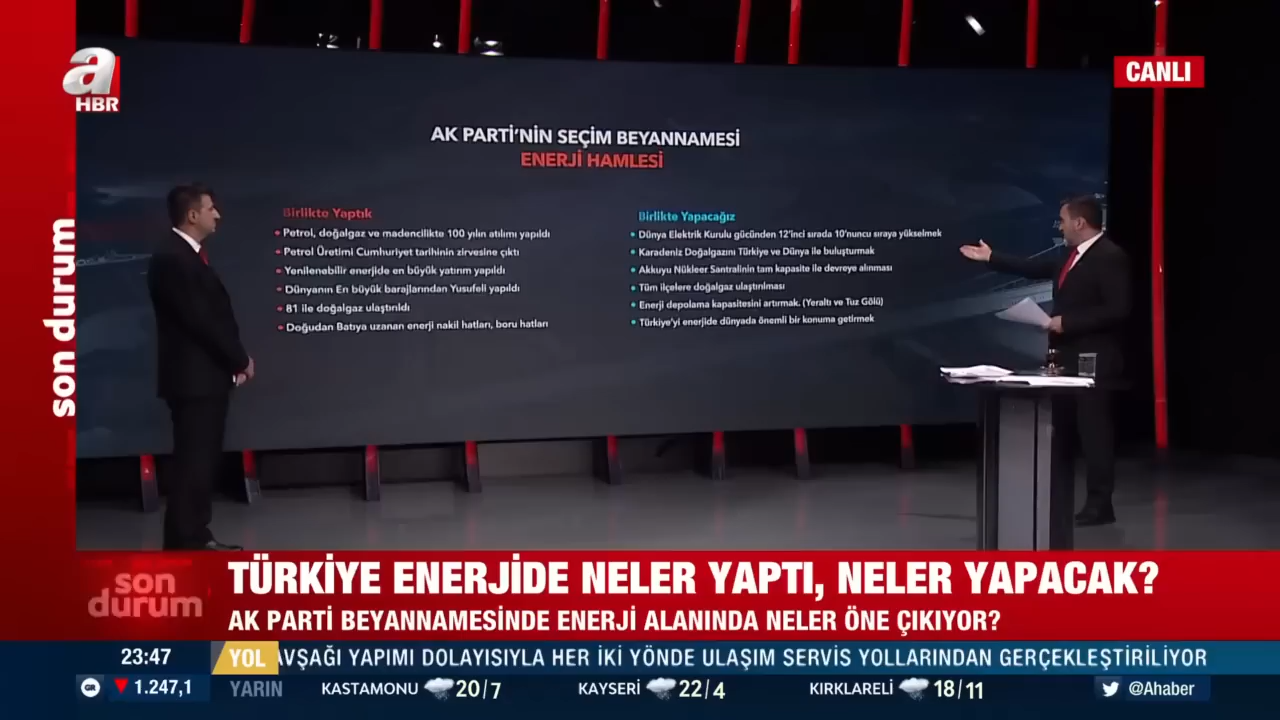 a
HBR
CANLI
son durum
AK PARTİ'NİN SEÇİM BEYANNAMESİ
ENERJİ HAMLESİ
Birlikte Yaptık
Petrol, doğalgaz ve madencilikte 100 yılın atılımı yapıldı
Petrol Üretimi Cumhuriyet tarihinin zirvesine çıktı
Yenilenebilir enerjide en büyük yatırım yapıldı
Dünyanın En büyük barajlarından Yusufeli yapıldı
81 ile doğalgaz ulaştırıldı
Doğudan Batıya uzanan enerji nakil hatları, boru hatları
Birlikte Yapacağız
Dünya Elektrik Kurulu gücünden 12'inci sırada 10'nuncu sıraya yükselmek
Karadeniz Doğalgazını Türkiye ve Dünya ile buluşturmak
Akkuyu Nükleer Santralinin tam kapasite ile devreye alınması
Tüm ilçelere doğalgaz ulaştırılması
Enerji depolama kapasitesini artırmak. (Yeraltı ve Tuz Gölü)
Türkiye'yi enerjide dünyada önemli bir konuma getirmek
son
durum
TÜRKİYE ENERJİDE NELER YAPTI, NELER YAPACAK?
AK PARTİ BEYANNAMESİNDE ENERJİ ALANINDA NELER ÖNE ÇIKIYOR?
23:47
YOL AVŞAĞI YAPIMI DOLAYISIYLA HER İKİ YÖNDE ULAŞIM SERVİS YOLLARINDAN GERÇEKLEŞTİRİLİYOR
GR 1.247,1
YARIN KASTAMONU 20/7 KAYSERİ 22/4 KIRKLARELİ 18/11
@Ahaber